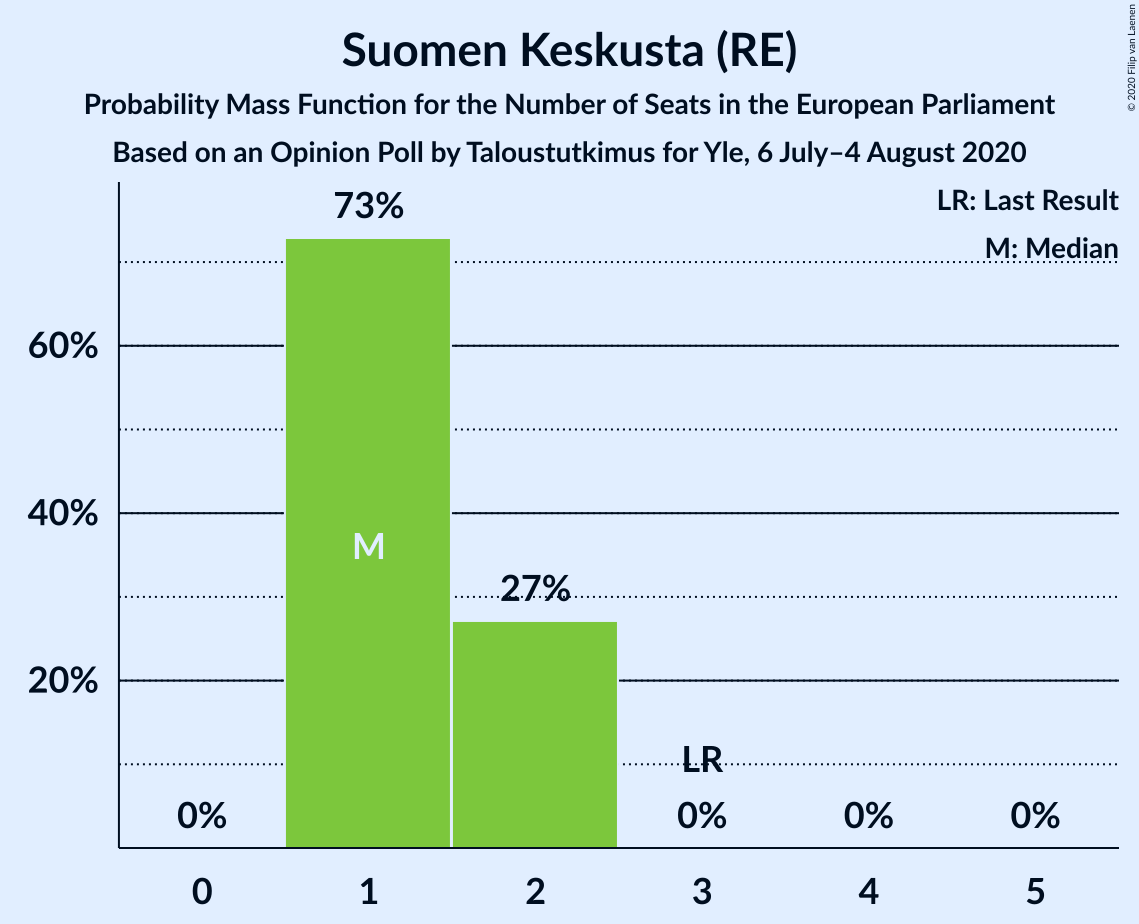 Suomen Keskusta (RE)
Probability Mass Function for the Number of Seats in the European Parliament
Based on an Opinion Poll by Taloustutkimus for Yle, 6 July–4 August 2020
© 2020 Filip van Laenen
LR: Last Result
M: Median
73%
60%
40%
M
27%
20%
LR
0%
0%
0%
0%
0 1 2 3 4 5